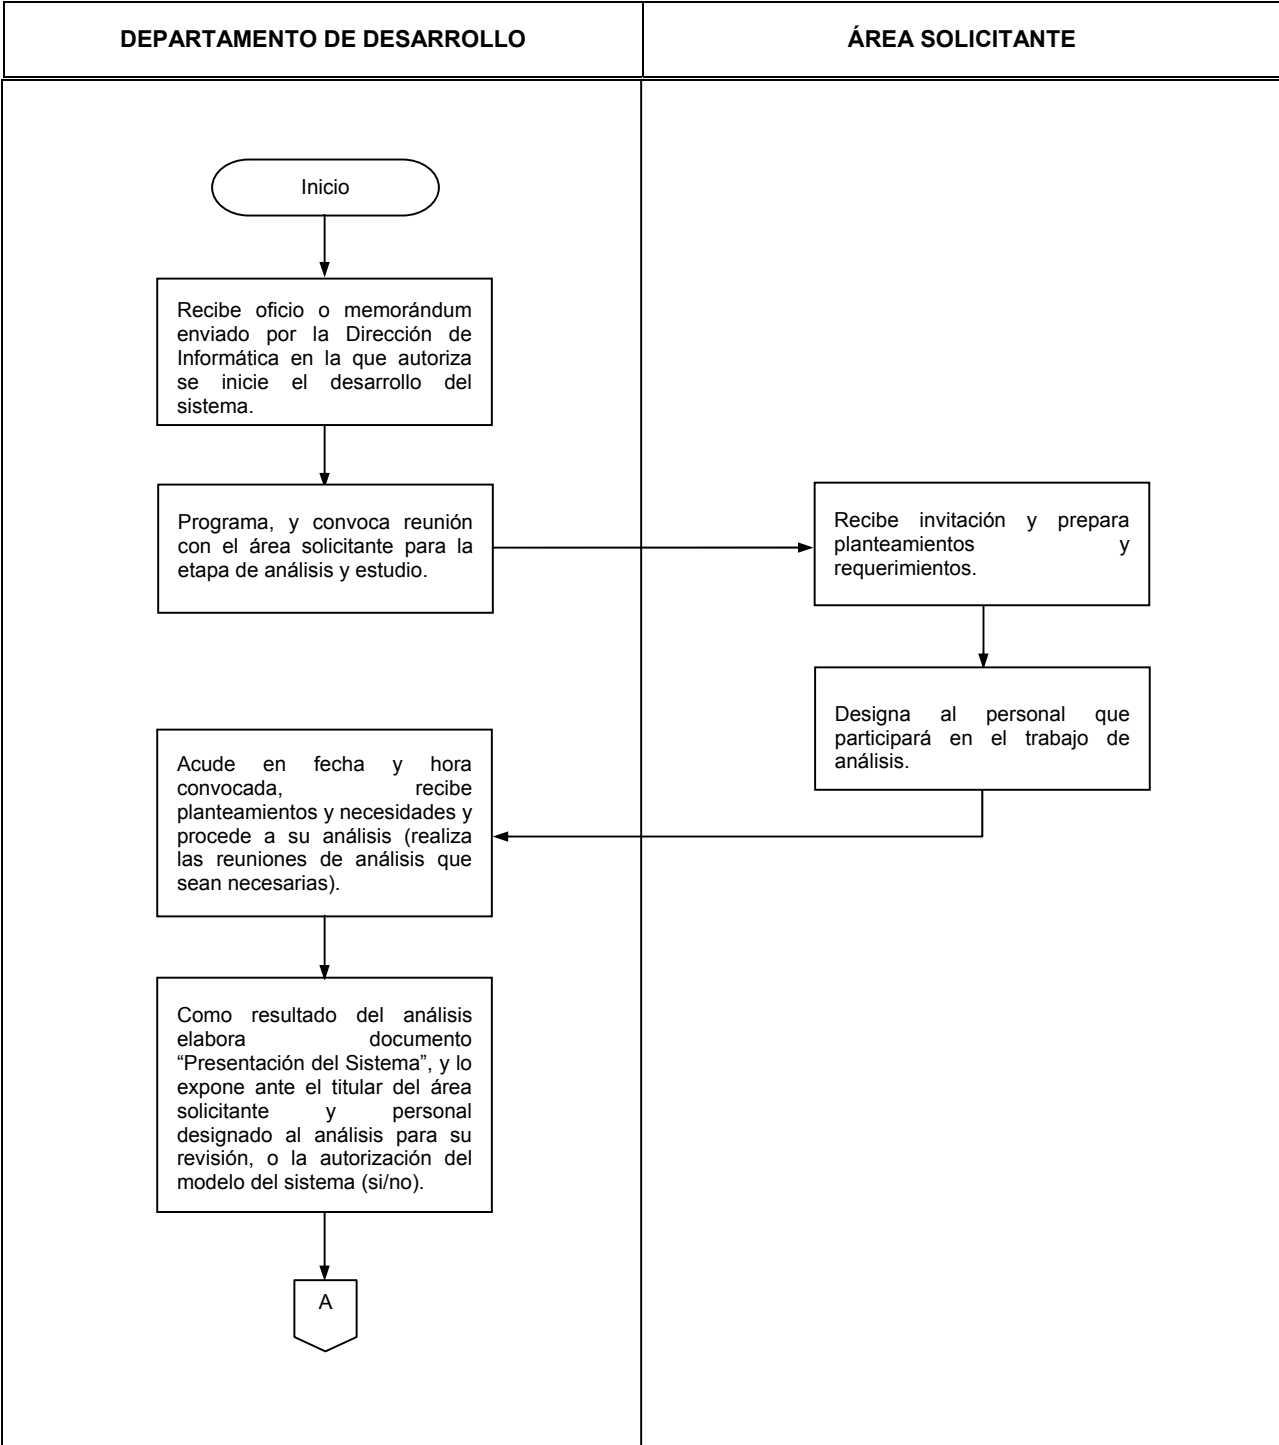 DEPARTAMENTO DE DESARROLLO
ÁREA SOLICITANTE
Inicio
Recibe oficio o memorándum
enviado por la Dirección de
Informática en la que autoriza
se inicie el desarrollo del
sistema.
Programa, y convoca reunión
con el área solicitante para la
etapa de análisis y estudio.
Recibe invitación y prepara
planteamientos y
requerimientos.
Designa al personal que
participará en el trabajo de
análisis.
Acude en fecha y hora
convocada, recibe
planteamientos y necesidades y
procede a su análisis (realiza
las reuniones de análisis que
sean necesarias).
Como resultado del análisis
elabora documento
“Presentación del Sistema”, y lo
expone ante el titular del área
solicitante y personal
designado al análisis para su
revisión, o la autorización del
modelo del sistema (si/no).
A